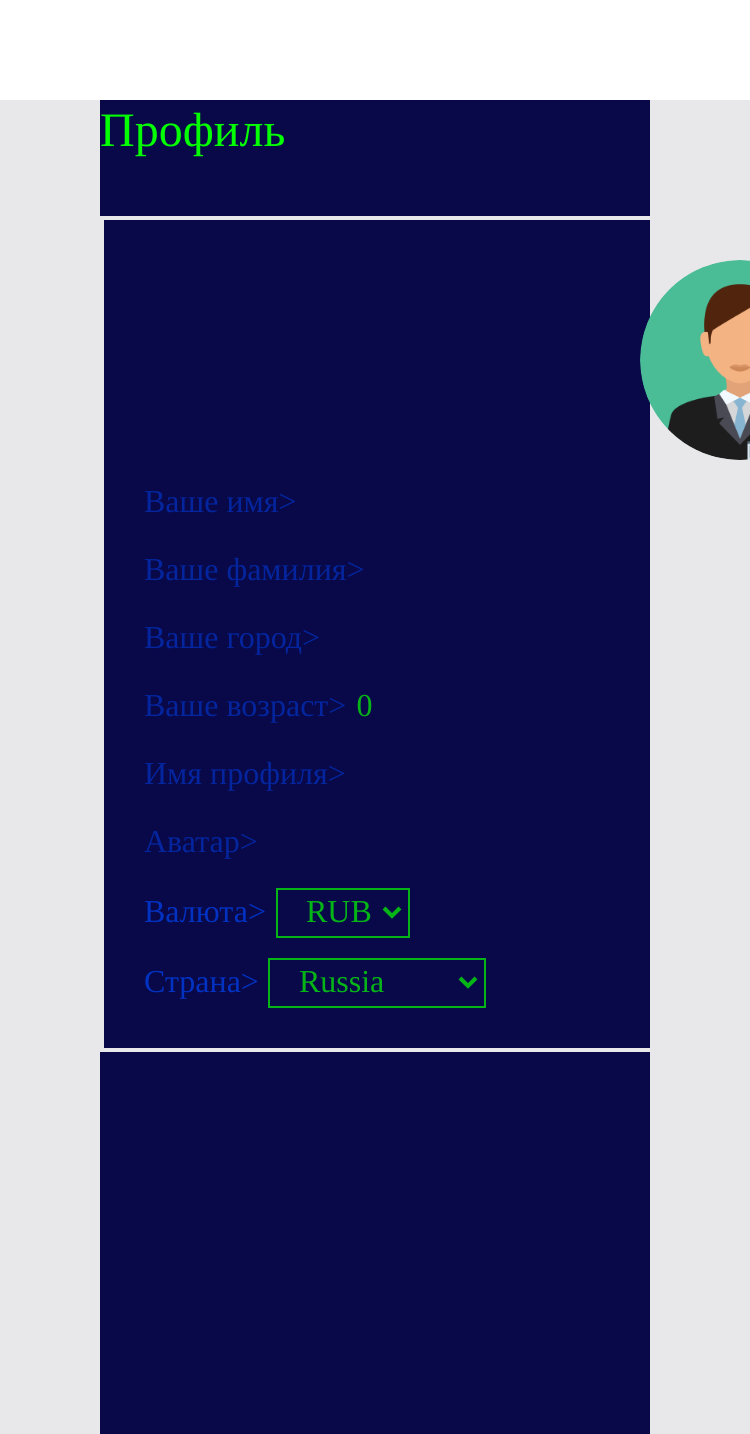 Профиль
Ваше имя>
Ваше фамилия>
Ваше город>
Ваше возраст> 0
Имя профиля>
Аватар>
Валюта> RUB
Страна> Russia